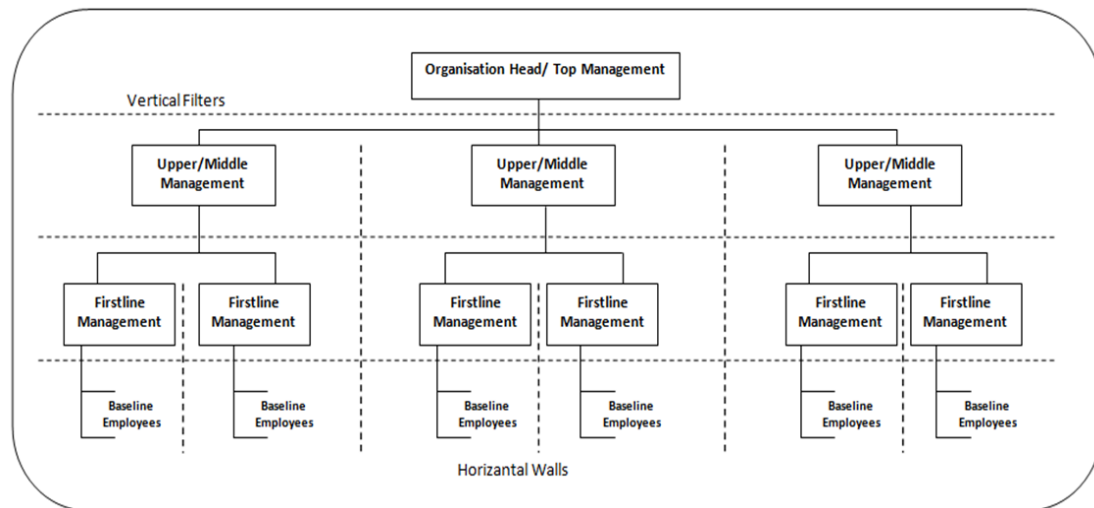 Organisation Head/ Top Management
Vertical Filters
Upper/Middle
Management
Upper/Middle
Management
Upper/Middle
Management
Firstline
Management
Firstline
Management
Firstline
Management
Firstline
Management
Firstline
Management
Firstline
Management
Baseline
Employees
Baseline
Employees
Baseline
Employees
Baseline
Employees
Baseline
Employees
Baseline
Employees
Horizantal Walls